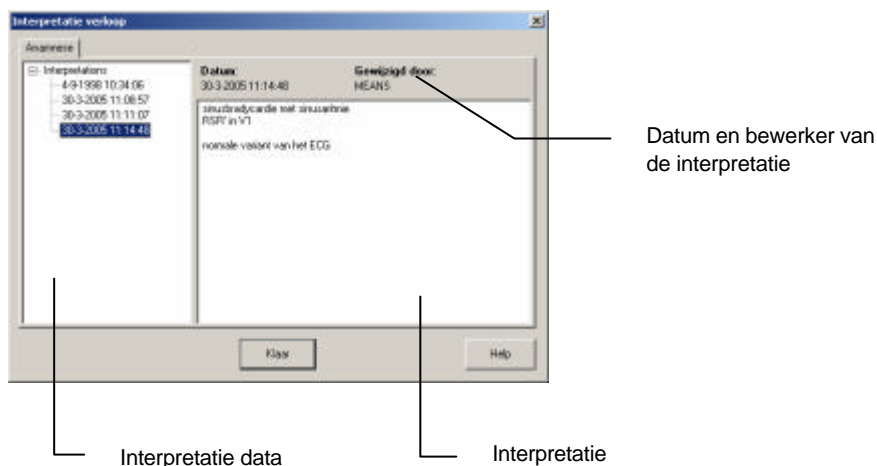 Interpretatie verloop
Anamnese
Interpretations
4-9-1998 10:34:06
30-3-2005 11:08:57
30-3-2005 11:11:07
30-3-2005 11:14:48
Datum:
Gewijzigd door:
30-3-2005 11:14:48
MEANS
sinusbradycardie met sinusaritmie
RSR' in V1
normale variant van het ECG
Klaar
Help
Datum en bewerker van
de interpretatie
Interpretatie data
Interpretatie